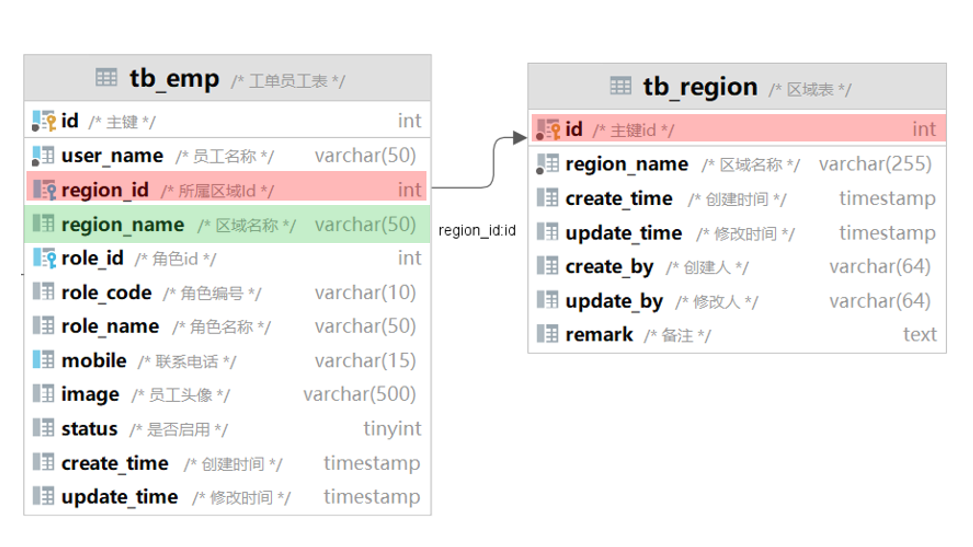 tb_emp /* 工单员工表 */
id /* 主键 */ int
user_name /* 员工名称 */ varchar(50)
region_id /* 所属区域Id */ int
region_name /* 区域名称 */ varchar(50)
role_id /* 角色id */ int
role_code /* 角色编号 */ varchar(10)
role_name /* 角色名称 */ varchar(50)
mobile /* 联系电话 */ varchar(15)
image /* 员工头像 */ varchar(500)
status /* 是否启用 */ tinyint
create_time /* 创建时间 */ timestamp
update_time /* 修改时间 */ timestamp
region_id:id
tb_region /* 区域表 */
id /* 主键id */ int
region_name /* 区域名称 */ varchar(255)
create_time /* 创建时间 */ timestamp
update_time /* 修改时间 */ timestamp
create_by /* 创建人 */ varchar(64)
update_by /* 修改人 */ varchar(64)
remark /* 备注 */ text